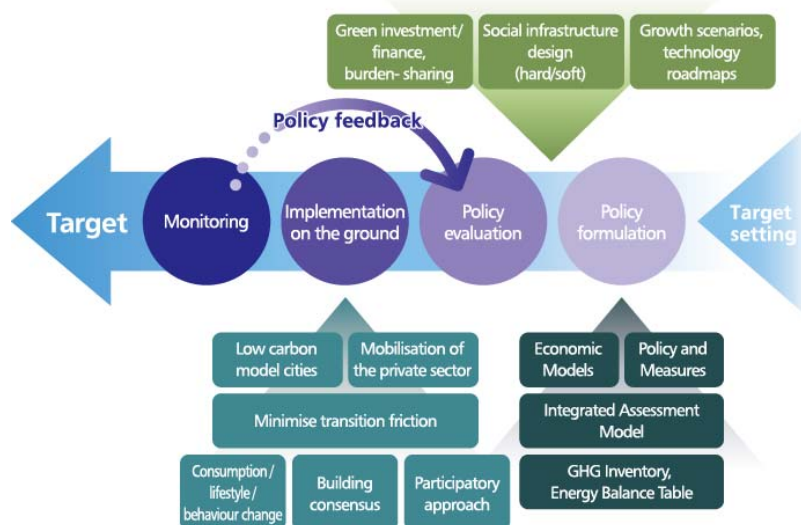 Green investment/
finance,
burden- sharing
Social infrastructure
design
(hard/soft)
Growth scenarios,
technology
roadmaps
Policy feedback
Target
Monitoring
Implementation
on the ground
Policy
evaluation
Policy
formulation
Target
setting
Low carbon
model cities
Mobilisation of
the private sector
Economic
Models
Policy and
Measures
Minimise transition friction
Integrated Assessment
Model
Consumption /
lifestyle /
behaviour change
Building
consensus
Participatory
approach
GHG Inventory,
Energy Balance Table